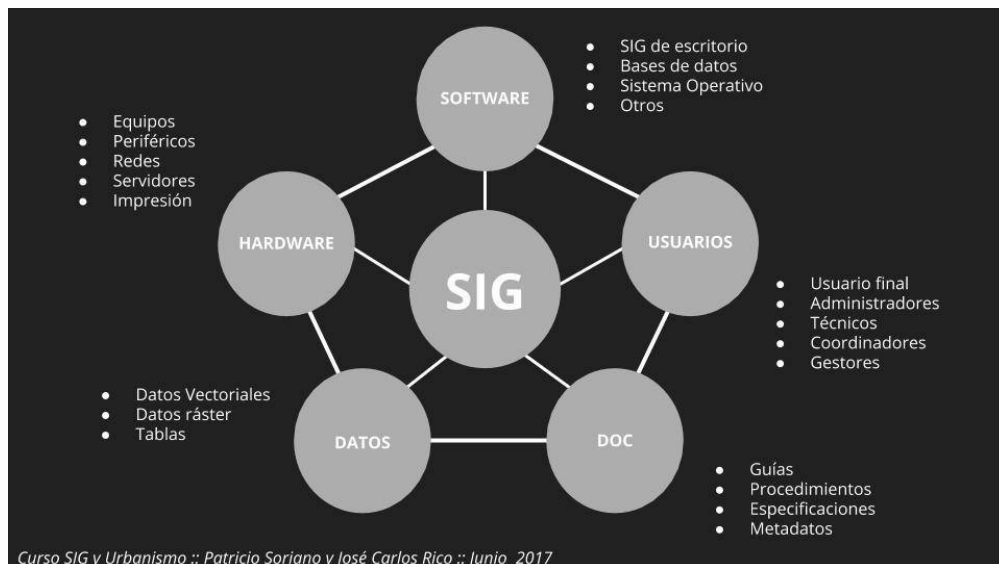 SOFTWARE
● SIG de escritorio
● Bases de datos
● Sistema Operativo
● Otros
● Equipos
● Periféricos
● Redes
● Servidores
● Impresión
HARDWARE
USUARIOS
SIG
● Usuario final
● Administradores
● Técnicos
● Coordinadores
● Gestores
● Datos Vectoriales
● Datos ráster
● Tablas
DATOS
DOC
● Guías
● Procedimientos
● Especificaciones
● Metadatos
Curso SIG y Urbanismo :: Patricio Soriano y José Carlos Rico :: Junio 2017